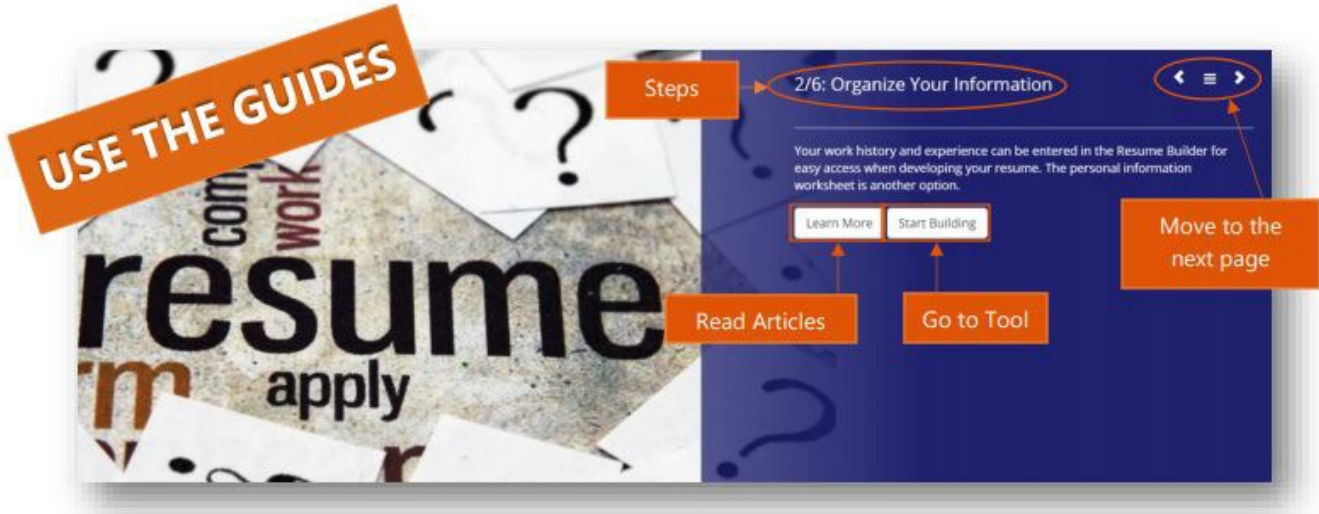 USE THE GUIDES
work
resume
apply
Steps
2/6: Organize Your Information
Your work history and experience can be entered in the Resume Builder for
easy access when developing your resume. The personal information
worksheet is another option.
Learn More
Start Building
Move to the
next page
Read Articles
Go to Tool